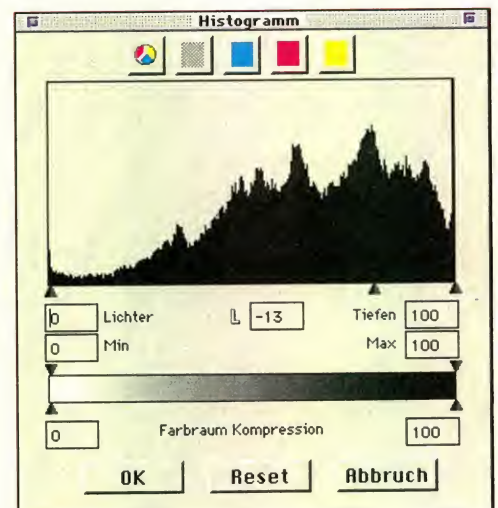 Histogramm
0 Lichter L -13 Tiefen 100
0 Min Max 100
0 Farbraum Kompression 100
OK Reset Abbruch